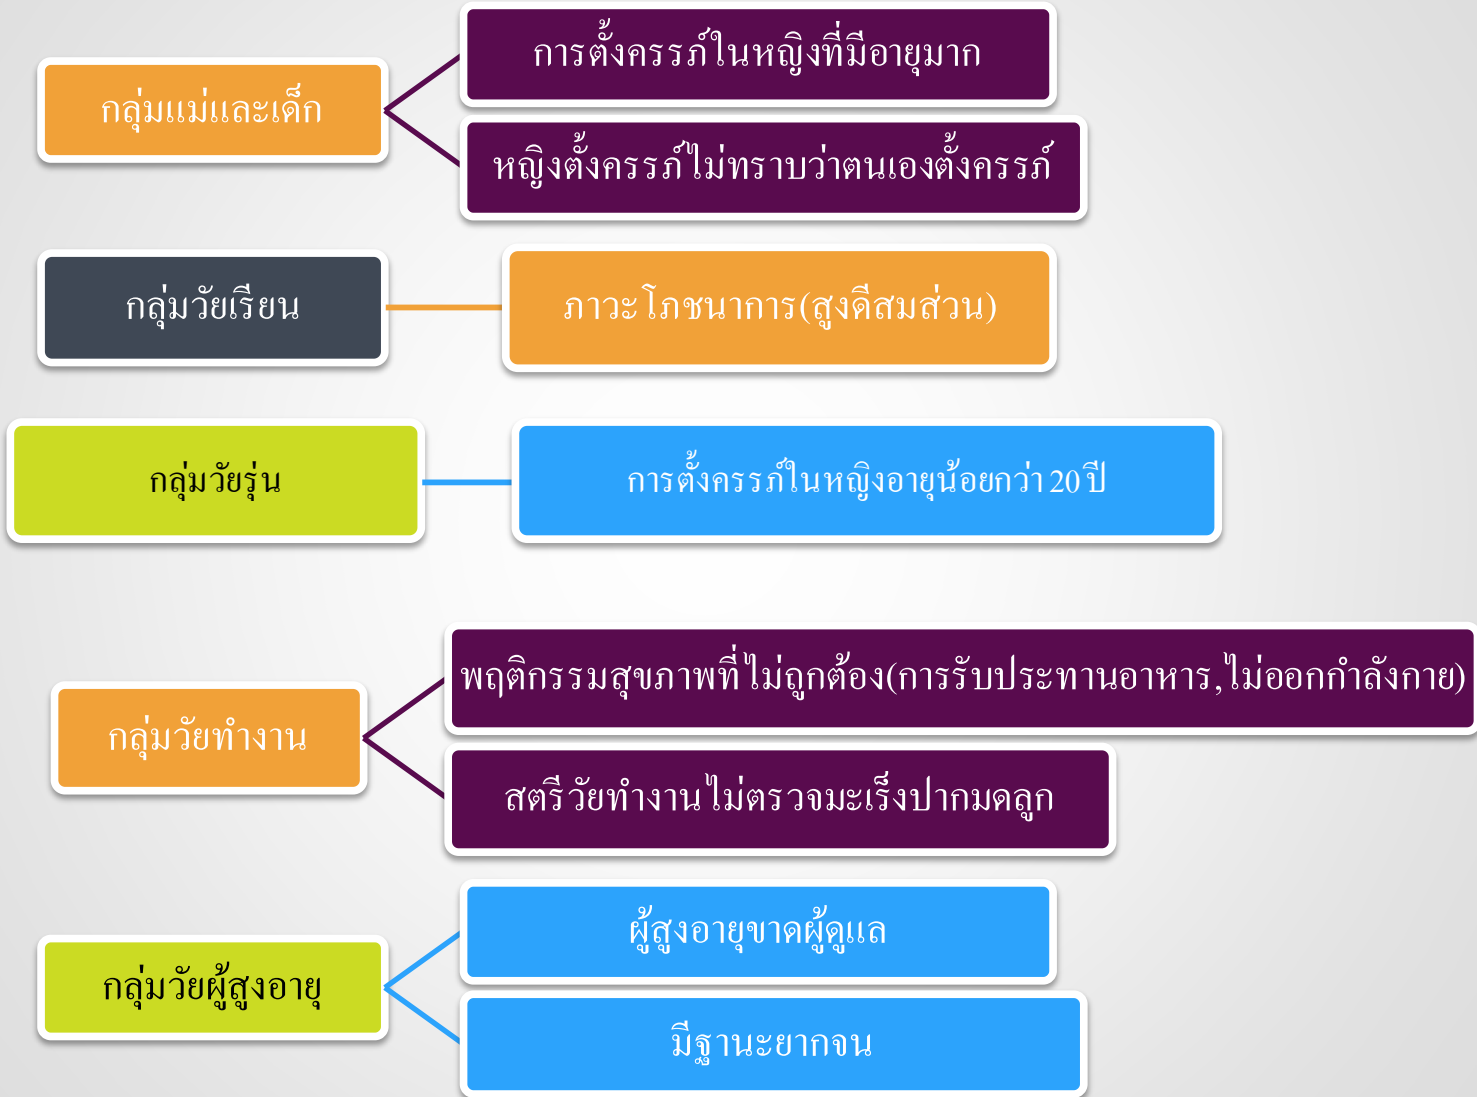 กลุ่มแม่และเด็ก
การตั้งครรภ์ในหญิงที่มีอายุมาก
หญิงตั้งครรภ์ไม่ทราบว่าตนเองตั้งครรภ์
กลุ่มวัยเรียน
ภาวะโภชนาการ(สูงดีสมส่วน)
กลุ่มวัยรุ่น
การตั้งครรภ์ในหญิงอายุน้อยกว่า 20 ปี
กลุ่มวัยทำงาน
พฤติกรรมสุขภาพที่ไม่ถูกต้อง(การรับประทานอาหาร,ไม่ออกกำลังกาย)
สตรีวัยทำงานไม่ตรวจมะเร็งปากมดลูก
กลุ่มวัยผู้สูงอายุ
ผู้สูงอายุขาดผู้ดูแล
มีฐานะยากจน